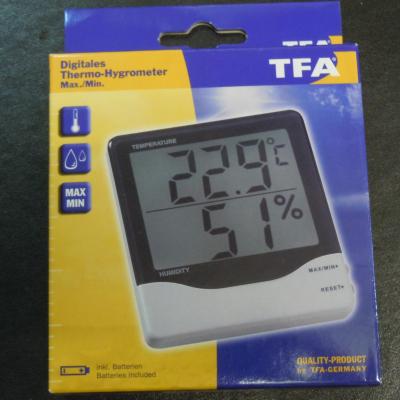 TFA
Digitales
Thermo-Hygrometer
Max./Min.
TFA
TEMPERATURE
22.9°C
51%
HUMIDITY
MAX/MIN
RESET
MAX
MIN
inkl. Batterien
Batteries included
QUALITY-PRODUCT
by TFA-GERMANY